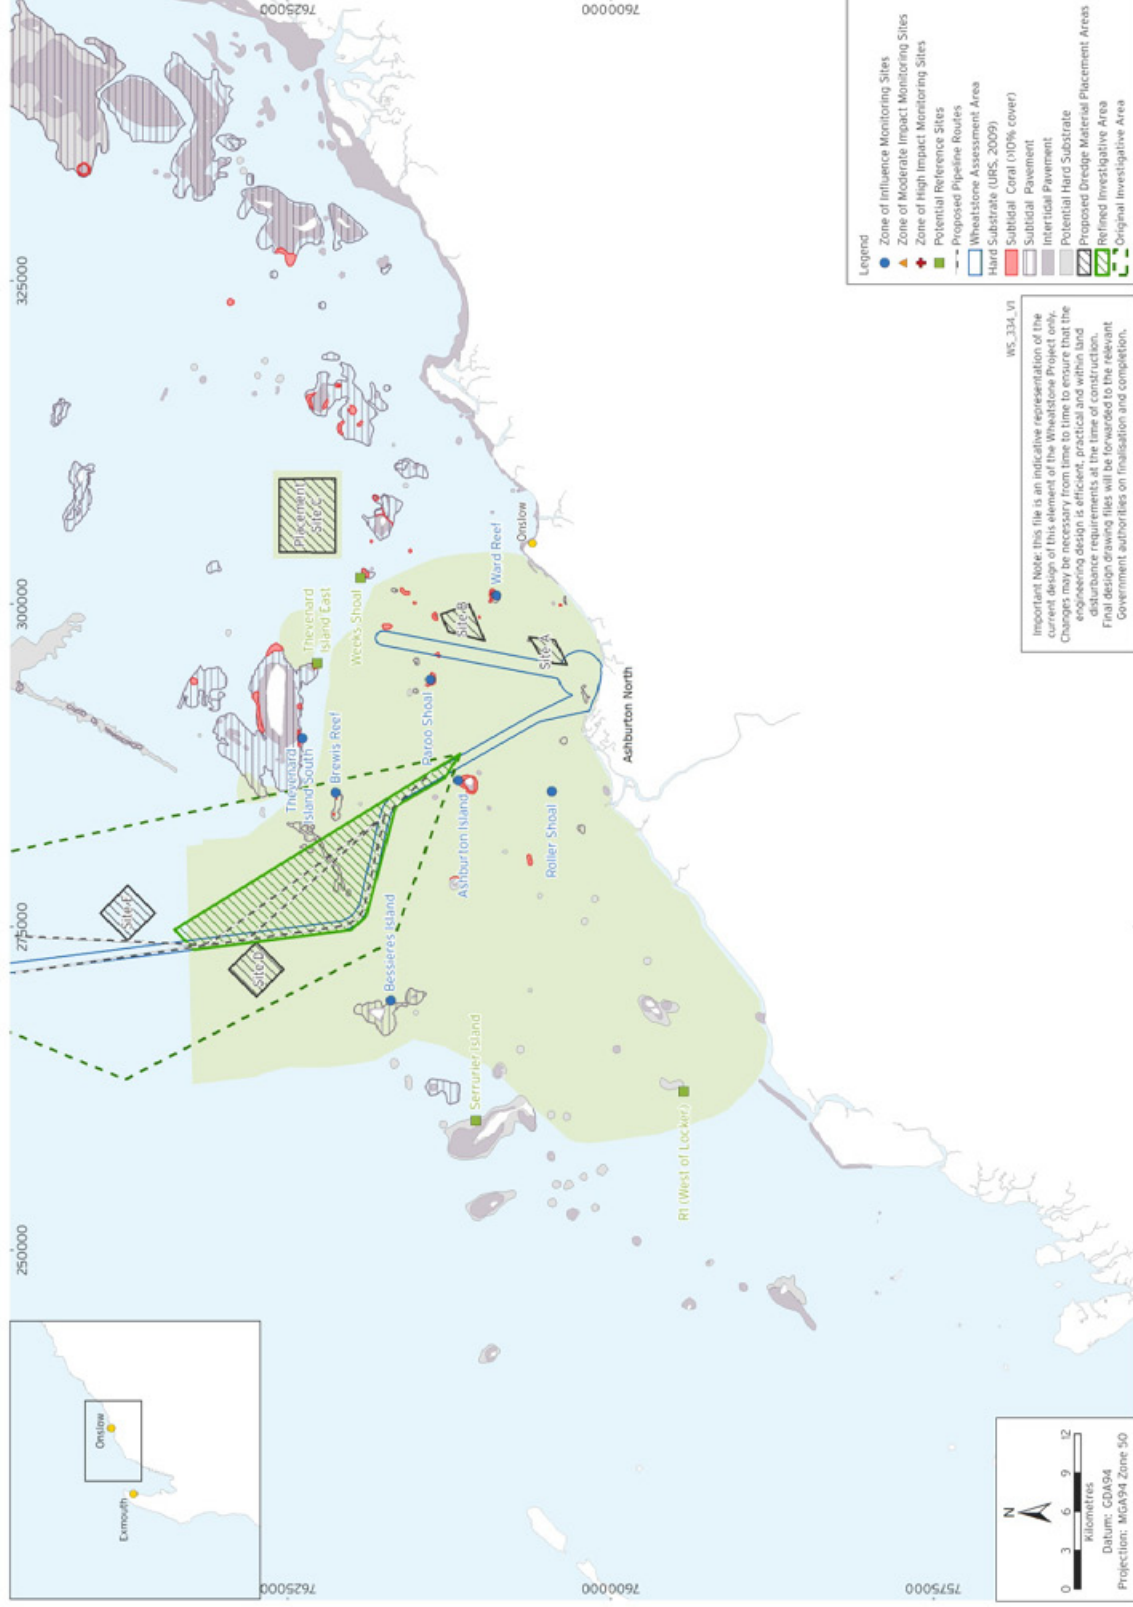 250000
275000
300000
325000
7625000
7625000
7600000
7600000
7575000
Exmouth
Onslow
Site E
Site D
Placement
Site C
Thevenard
Island East
Weeks Shoal
Thevenard
Island South
Brewis Reef
Paroo Shoal
Site B
Ward Reef
Onslow
Site A
Bessieres Island
Ashburton Island
Roller Shoal
Ashburton North
Serrurier Island
R1 (West of Locker)
N
0 3 6 9 12
Kilometres
Datum: GDA94
Projection: MGA94 Zone 50
WS_334_V1
Important Note: this file is an indicative representation of the
current design of this element of the Wheatstone Project only.
Changes may be necessary from time to time to ensure that the
engineering design is efficient, practical and within land
disturbance requirements at the time of construction.
Final design drawing files will be forwarded to the relevant
Government authorities on finalisation and completion.
Legend
Zone of Influence Monitoring Sites
Zone of Moderate Impact Monitoring Sites
Zone of High Impact Monitoring Sites
Potential Reference Sites
Proposed Pipeline Routes
Wheatstone Assessment Area
Hard Substrate (URS, 2009)
Subtidal Coral (>10% cover)
Subtidal Pavement
Intertidal Pavement
Potential Hard Substrate
Proposed Dredge Material Placement Areas
Refined Investigative Area
Original Investigative Area